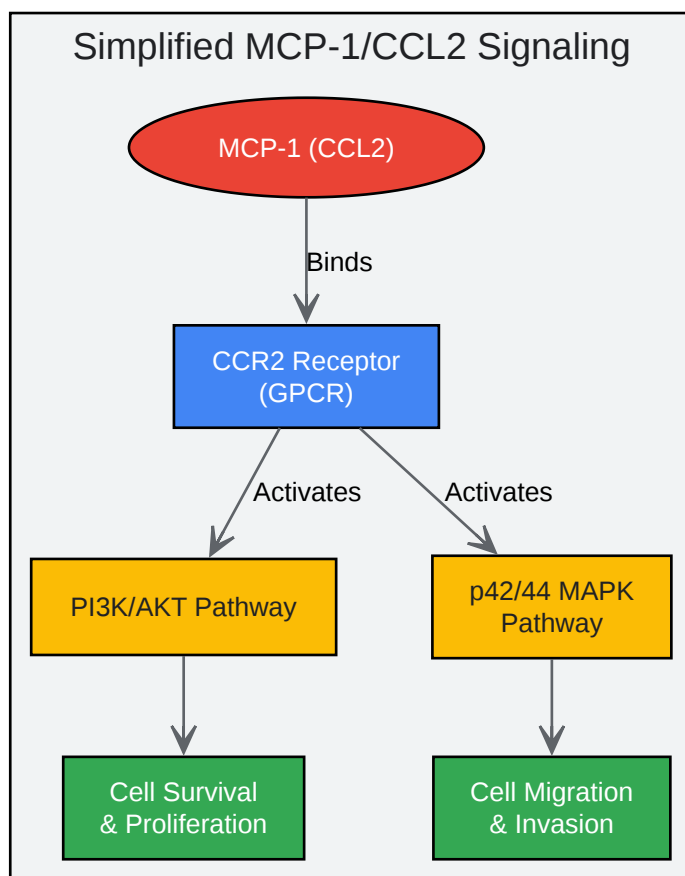 Simplified MCP-1/CCL2 Signaling
MCP-1 (CCL2)
Binds
CCR2 Receptor
(GPCR)
Activates
Activates
PI3K/AKT Pathway
p42/44 MAPK
Pathway
Cell Survival
& Proliferation
Cell Migration
& Invasion